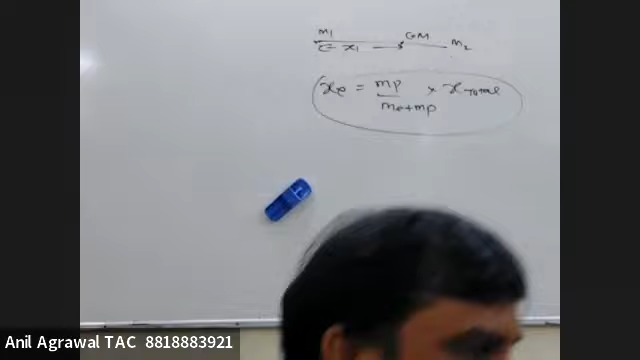 m₁ CM
← x₁ → m₂
xₑ = mp × xTotal
me+mp
Anil Agrawal TAC 8818883921